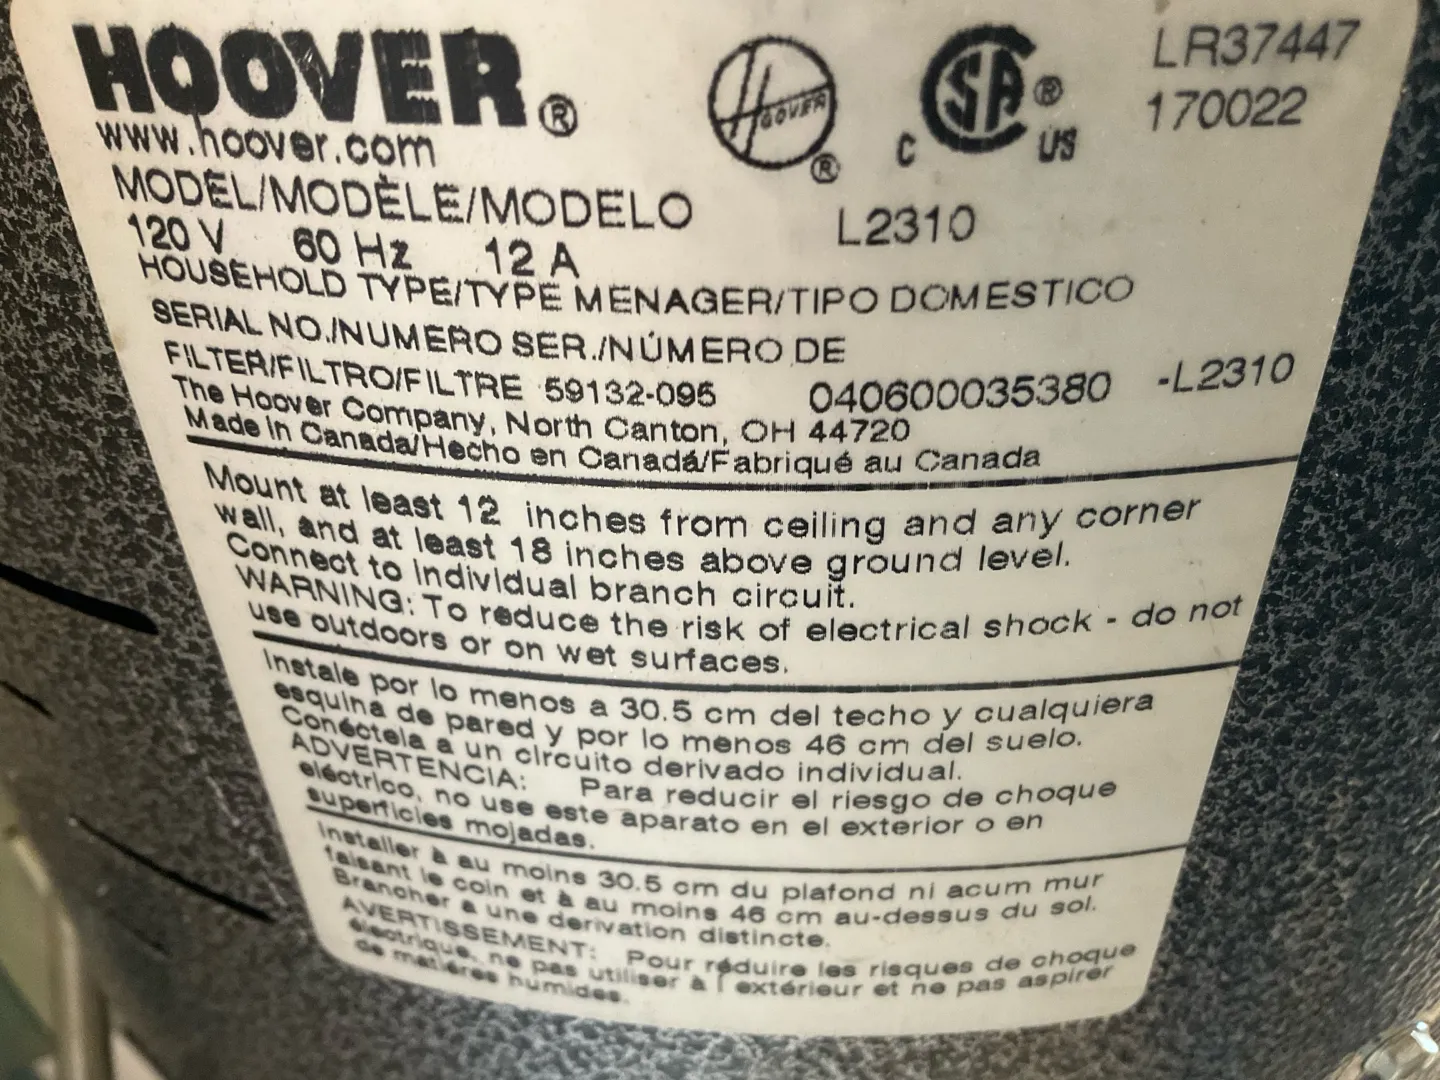 HOOVER®
HOOVER ®
C SA ® US
LR37447
170022
www.hoover.com
MODEL/MODÈLE/MODELO L2310
120 V 60 Hz 12 A
HOUSEHOLD TYPE/TYPE MENAGER/TIPO DOMESTICO
SERIAL NO./NUMERO SER./NÚMERO DE
FILTER/FILTRO/FILTRE 59132-095 040600035380 -L2310
The Hoover Company, North Canton, OH 44720
Made in Canada/Hecho en Canadá/Fabriqué au Canada
Mount at least 12 inches from ceiling and any corner
wall, and at least 18 inches above ground level.
Connect to individual branch circuit.
WARNING: To reduce the risk of electrical shock - do not
use outdoors or on wet surfaces.
Instale por lo menos a 30.5 cm del techo y cualquiera
esquina de pared y por lo menos 46 cm del suelo.
Conéctela a un circuito derivado individual.
ADVERTENCIA: Para reducir el riesgo de choque
eléctrico, no use este aparato en el exterior o en
superficies mojadas.
Installer à au moins 30.5 cm du plafond ni acum mur
faisant le coin et à au moins 46 cm au-dessus du sol.
Brancher a une derivation distincte.
AVERTISSEMENT: Pour réduire les risques de choque
électrique, ne pas utiliser à l'extérieur et ne pas aspirer
de matières humides.